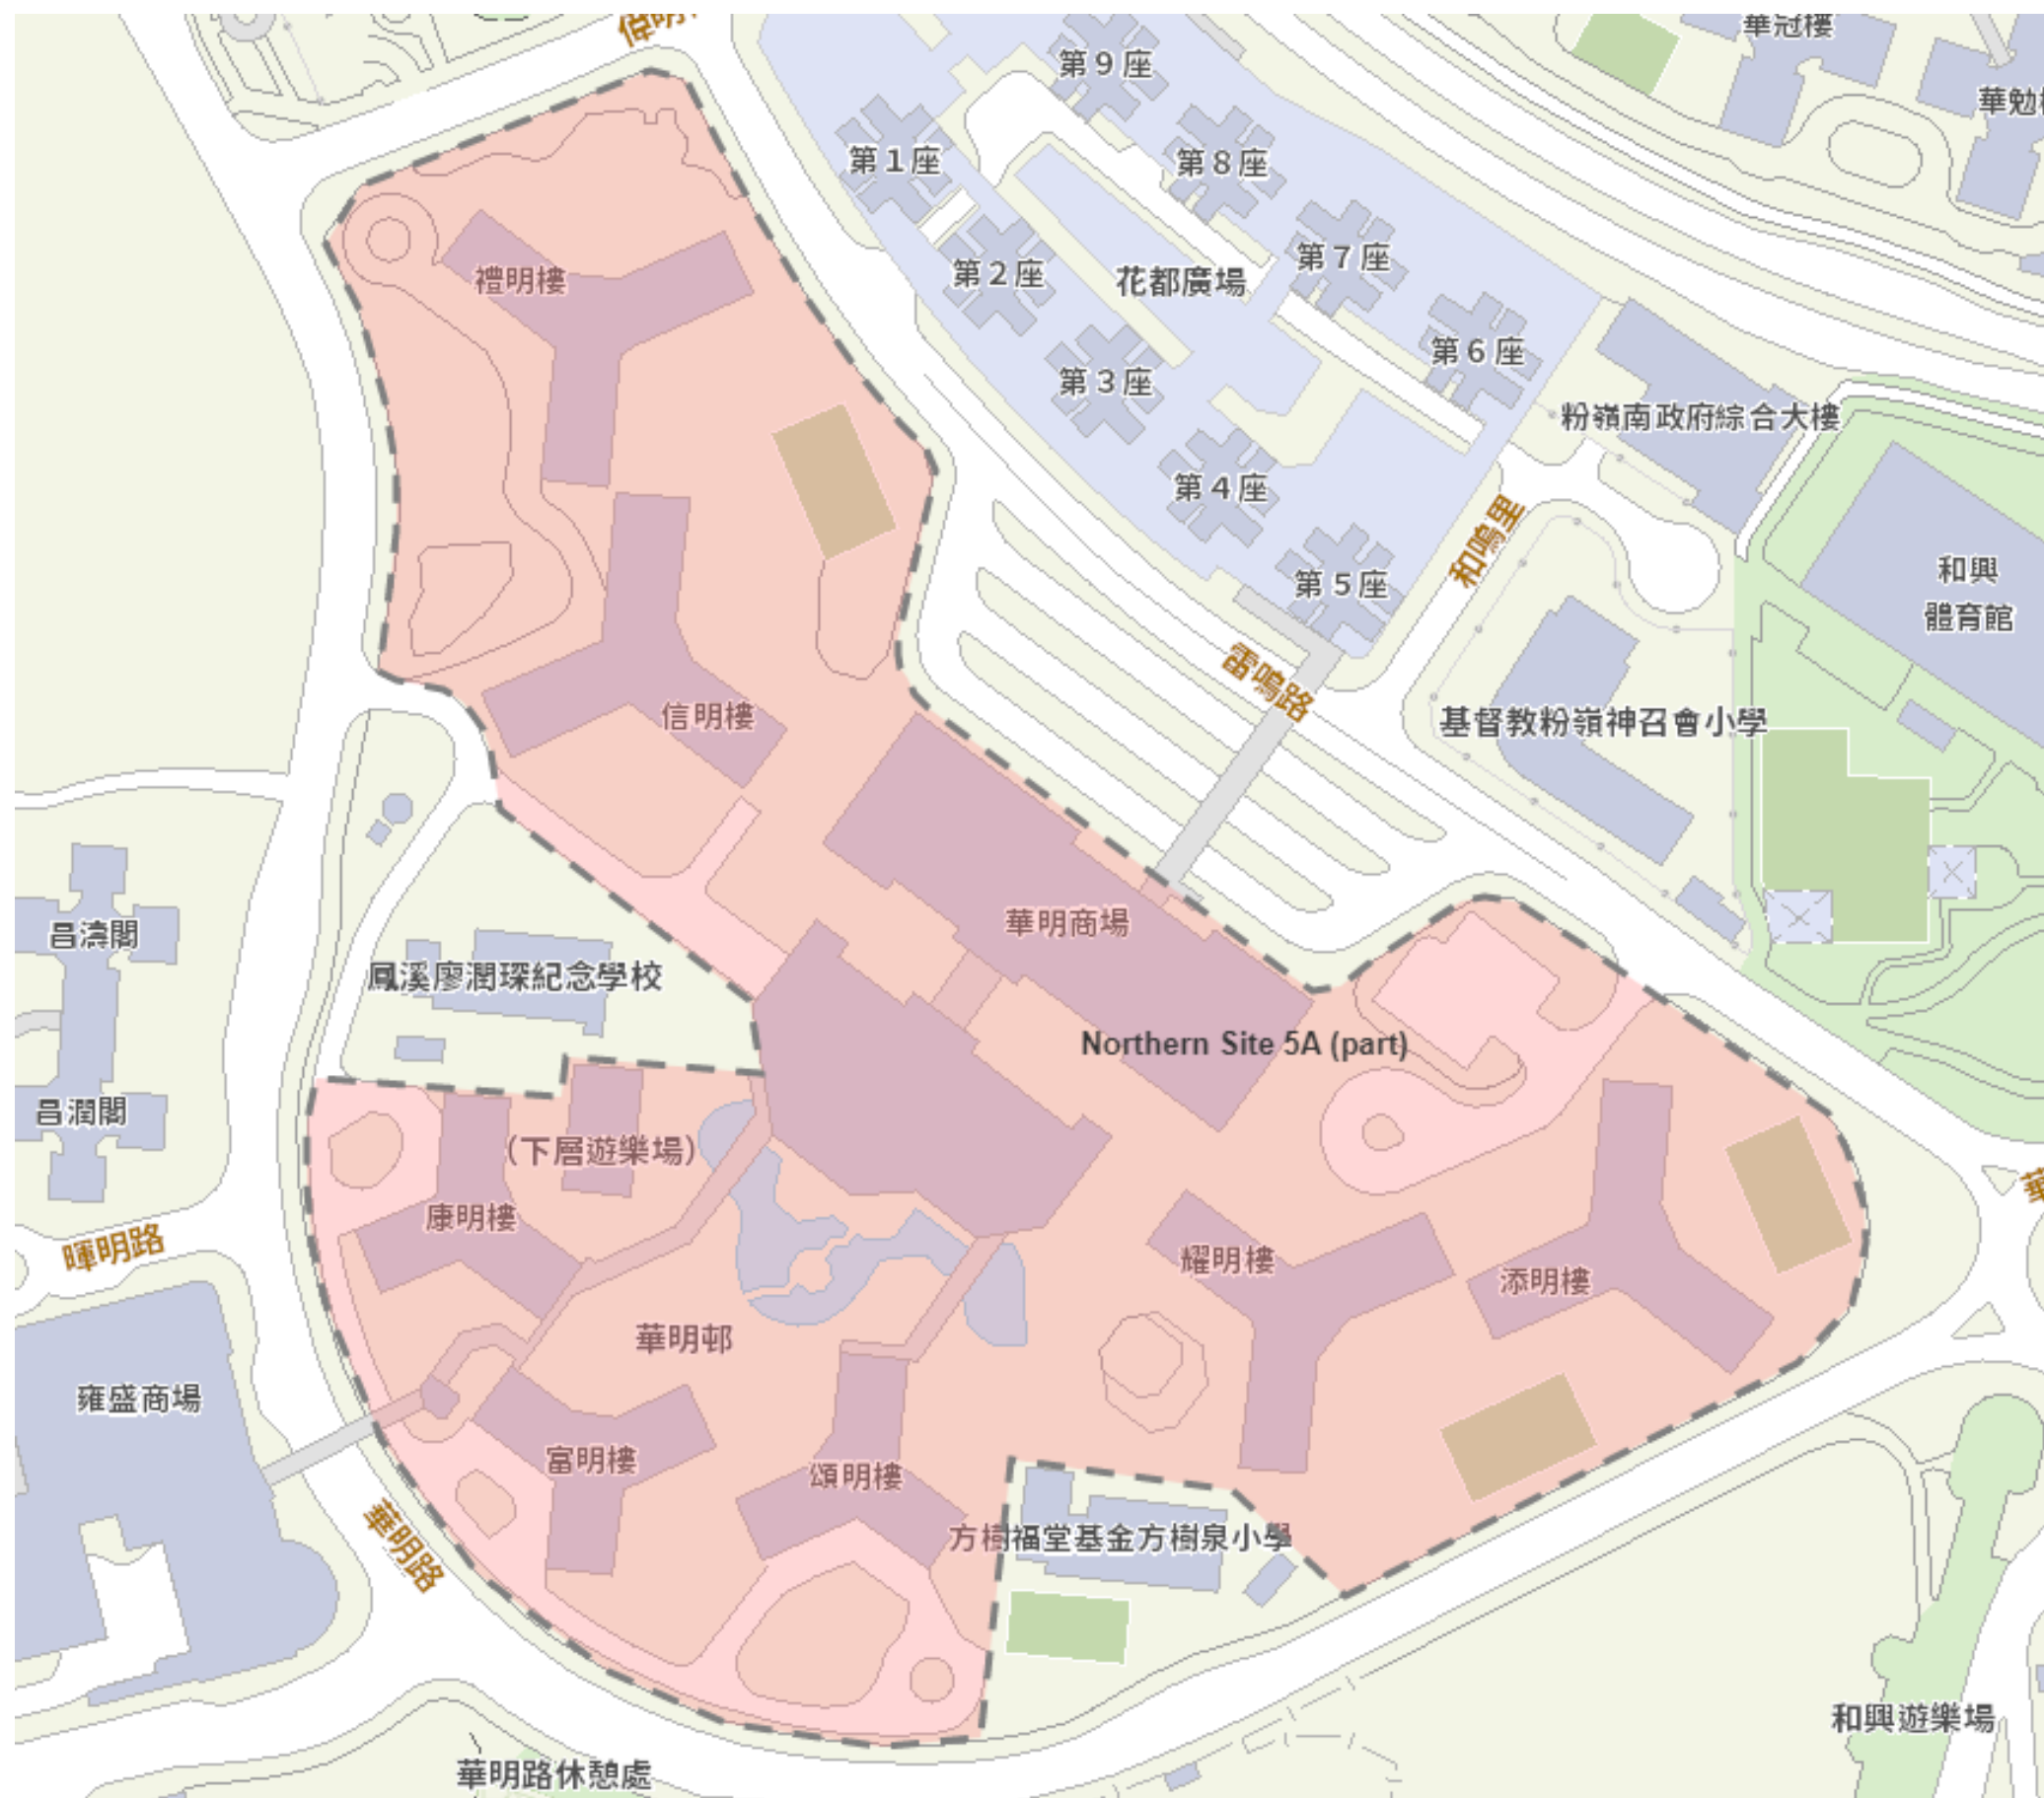 偉明
華冠樓
第9座
華勉
第1座
第8座
禮明樓
第2座
花都廣場
第7座
第3座
第6座
粉嶺南政府綜合大樓
第4座
和鳴里
和興
體育館
第5座
雷鳴路
信明樓
基督教粉嶺神召會小學
昌濤閣
華明商場
鳳溪廖潤琛紀念學校
Northern Site 5A (part)
昌潤閣
(下層遊樂場)
康明樓
華
暉明路
耀明樓
添明樓
華明邨
雍盛商場
富明樓
頌明樓
華明路
方樹福堂基金方樹泉小學
和興遊樂場
華明路休憩處